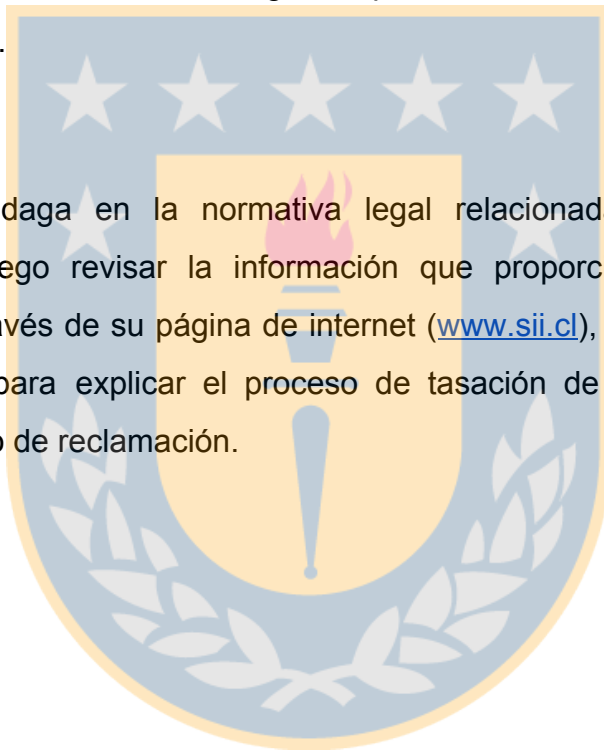 .
daga en la normativa legal relacionad
ego revisar la información que proporc
avés de su página de internet (www.sii.cl),
para explicar el proceso de tasación de
o de reclamación.